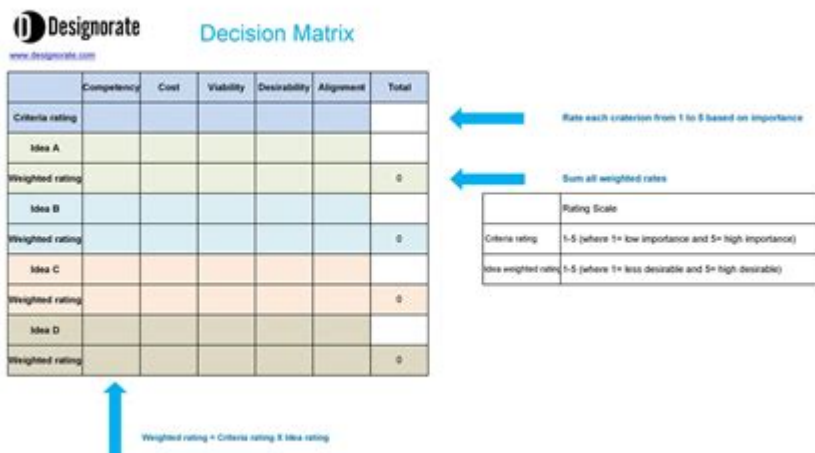 Designorate
www.designorate.com
Decision Matrix
Competency Cost Viability Desirability Alignment Total
Criteria rating
Rate each craterion from 1 to 5 based on importance
Idea A
Weighted rating 0
Sum all weighted rates
Idea B
Rating Scale
Weighted rating 0
Criteria rating 1-5 (where 1= low importance and 5= high importance)
Idea C
Idea weighted rating 1-5 (where 1= less desirable and 5= high desirable)
Weighted rating 0
Idea D
Weighted rating 0
Weighted rating = Criteria rating X Idea rating